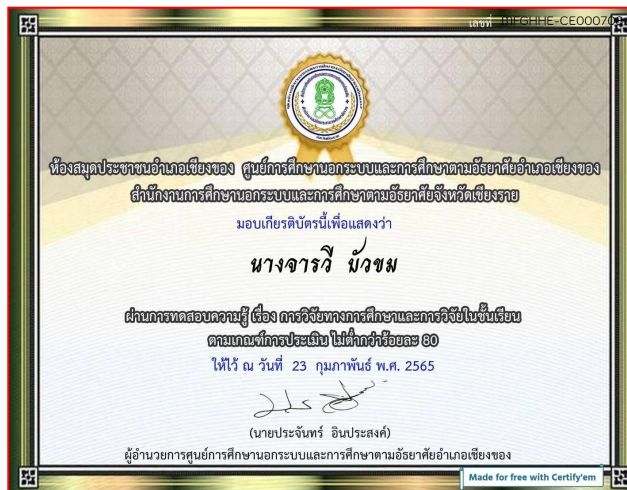 เลขที่ 01FGHHE-CE0007
ห้องสมุดประชาชนอำเภอเชียงของ ศูนย์การศึกษานอกระบบและการศึกษาตามอัธยาศัยอำเภอเชียงของ
สำนักงานการศึกษานอกระบบและการศึกษาตามอัธยาศัยจังหวัดเชียงราย
มอบเกียรติบัตรนี้เพื่อแสดงว่า
นางจารวี บัวขม
ผ่านการทดสอบความรู้ เรื่อง การวิจัยทางการศึกษาและการวิจัยในชั้นเรียน
ตามเกณฑ์การประเมิน ไม่ต่ำกว่าร้อยละ 80
ให้ไว้ ณ วันที่ 23 กุมภาพันธ์ พ.ศ. 2565
(นายประจันทร์ อินประสงค์)
ผู้อำนวยการศูนย์การศึกษานอกระบบและการศึกษาตามอัธยาศัยอำเภอเชียงของ
Made for free with Certify'em